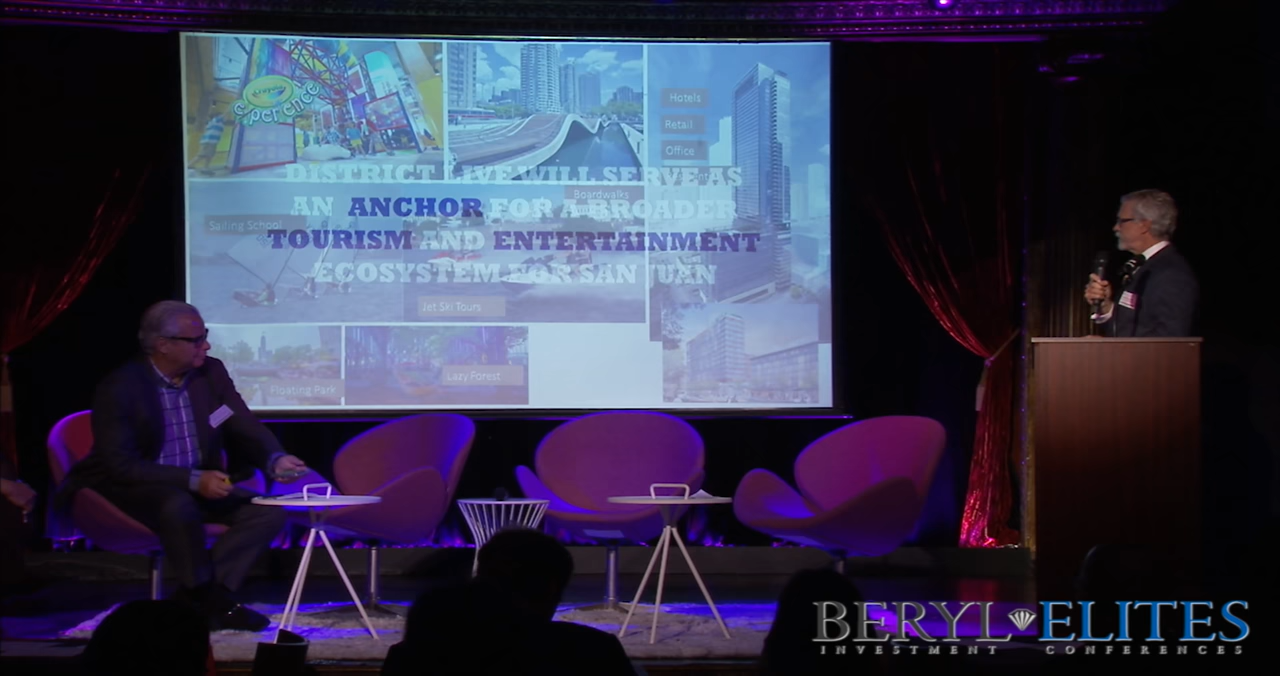 Crayola
experience
Hotels
Retail
Office
DISTRICT LIVE WILL SERVE AS
Boardwalks
AN ANCHOR FOR A BROADER
Sailing School
TOURISM AND ENTERTAINMENT
ECOSYSTEM FOR SAN JUAN
Jet Ski Tours
Lazy Forest
Floating Park
BERYL ELITES
INVESTMENT CONFERENCES